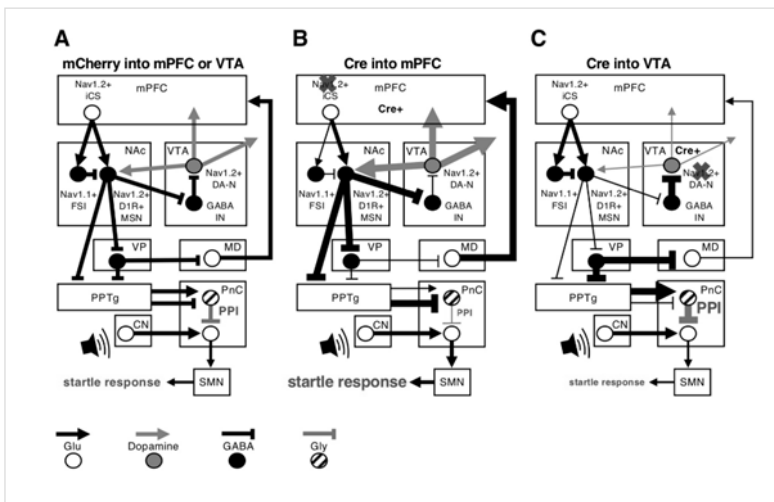 A
mCherry into mPFC or VTA
Nav1.2+
iCS
mPFC
NAc
VTA
Nav1.1+
FSI
Nav1.2+
D1R+
MSN
Nav1.2+
DA-N
GABA
IN
VP
MD
PPTg
PnC
PPI
CN
SMN
startle response
B
Cre into mPFC
Nav1.2+
iCS
mPFC
Cre+
NAc
VTA
Nav1.1+
FSI
Nav1.2+
D1R+
MSN
Nav1.2+
DA-N
GABA
IN
VP
MD
PPTg
PnC
PPI
CN
SMN
startle response
C
Cre into VTA
Nav1.2+
iCS
mPFC
NAc
VTA
Cre+
Nav1.1+
FSI
Nav1.2+
D1R+
MSN
Nav1.2+
DA-N
GABA
IN
VP
MD
PPTg
PnC
PPI
CN
SMN
startle response
Glu
Dopamine
GABA
Gly